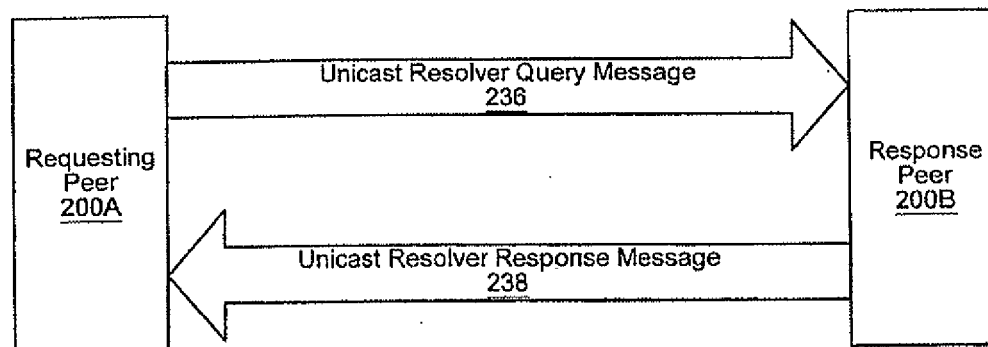 Unicast Resolver Query Message
236
Requesting
Peer
200A
Response
Peer
200B
Unicast Resolver Response Message
238